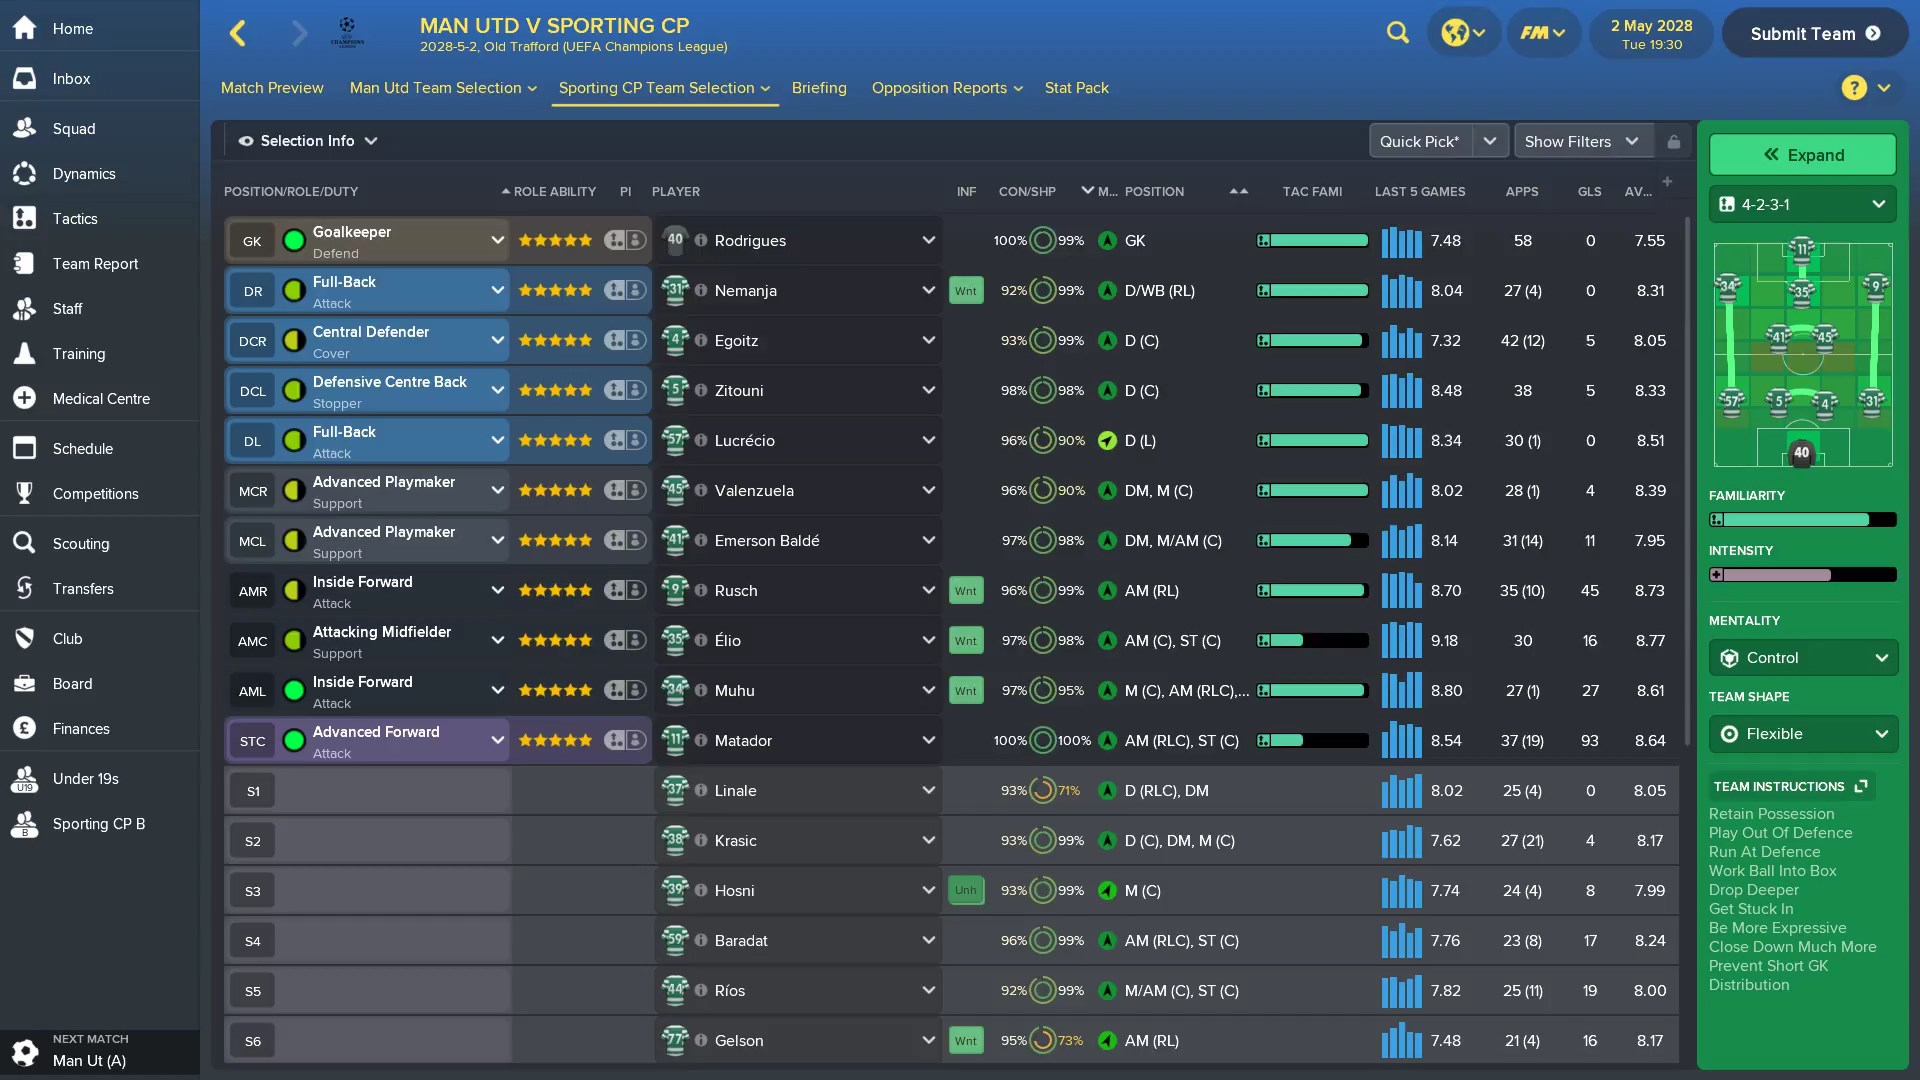 Home
Inbox
Squad
Dynamics
Tactics
Team Report
Staff
Training
Medical Centre
Schedule
Competitions
Scouting
Transfers
Club
Board
Finances
U19 Under 19s
B Sporting CP B
NEXT MATCH
Man Ut (A)
CHAMPIONS LEAGUE
MAN UTD V SPORTING CP
2028-5-2, Old Trafford (UEFA Champions League)
FM
2 May 2028
Tue 19:30
Submit Team
Match Preview Man Utd Team Selection Sporting CP Team Selection Briefing Opposition Reports Stat Pack ?
Selection Info Quick Pick* Show Filters
POSITION/ROLE/DUTY ROLE ABILITY PI PLAYER INF CON/SHP M... POSITION TAC FAMI LAST 5 GAMES APPS GLS AV... +
GK Goalkeeper Defend 40 Rodrigues 100% 99% GK 7.48 58 0 7.55
DR Full-Back Attack 31 Nemanja Wnt 92% 99% D/WB (RL) 8.04 27 (4) 0 8.31
DCR Central Defender Cover 4 Egoitz 93% 99% D (C) 7.32 42 (12) 5 8.05
DCL Defensive Centre Back Stopper 5 Zitouni 98% 98% D (C) 8.48 38 5 8.33
DL Full-Back Attack 57 Lucrécio 96% 90% D (L) 8.34 30 (1) 0 8.51
MCR Advanced Playmaker Support 45 Valenzuela 96% 90% DM, M (C) 8.02 28 (1) 4 8.39
MCL Advanced Playmaker Support 41 Emerson Baldé 97% 98% DM, M/AM (C) 8.14 31 (14) 11 7.95
AMR Inside Forward Attack 9 Rusch Wnt 96% 99% AM (RL) 8.70 35 (10) 45 8.73
AMC Attacking Midfielder Support 35 Élio Wnt 97% 98% AM (C), ST (C) 9.18 30 16 8.77
AML Inside Forward Attack 34 Muhu Wnt 97% 95% M (C), AM (RLC),... 8.80 27 (1) 27 8.61
STC Advanced Forward Attack 11 Matador 100% 100% AM (RLC), ST (C) 8.54 37 (19) 93 8.64
S1 37 Linale 93% 71% D (RLC), DM 8.02 25 (4) 0 8.05
S2 38 Krasic 93% 99% D (C), DM, M (C) 7.62 27 (21) 4 8.17
S3 39 Hosni Unh 93% 99% M (C) 7.74 24 (4) 8 7.99
S4 59 Baradat 96% 99% AM (RLC), ST (C) 7.76 23 (8) 17 8.24
S5 44 Ríos 92% 99% M/AM (C), ST (C) 7.82 25 (11) 19 8.00
S6 77 Gelson Wnt 95% 73% AM (RL) 7.48 21 (4) 16 8.17
Expand
4-2-3-1
11
34 35 9
41 45
57 5 4 31
40
FAMILIARITY
INTENSITY
MENTALITY
Control
TEAM SHAPE
Flexible
TEAM INSTRUCTIONS
Retain Possession
Play Out Of Defence
Run At Defence
Work Ball Into Box
Drop Deeper
Get Stuck In
Be More Expressive
Close Down Much More
Prevent Short GK
Distribution